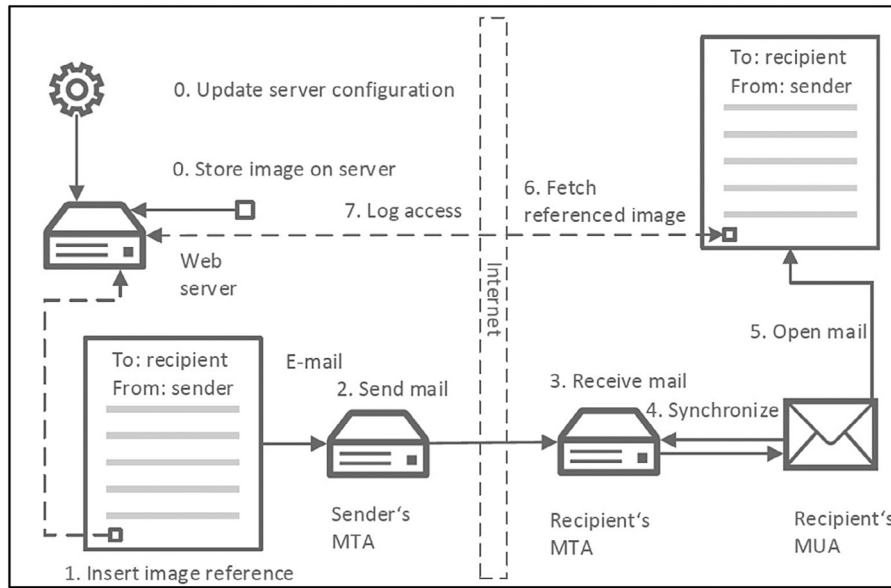 0. Update server configuration
0. Store image on server
7. Log access
6. Fetch
referenced image
To: recipient
From: sender
Web
server
Internet
5. Open mail
To: recipient
From: sender
E-mail
2. Send mail
3. Receive mail
4. Synchronize
Sender‘s
MTA
Recipient‘s
MTA
Recipient‘s
MUA
1. Insert image reference